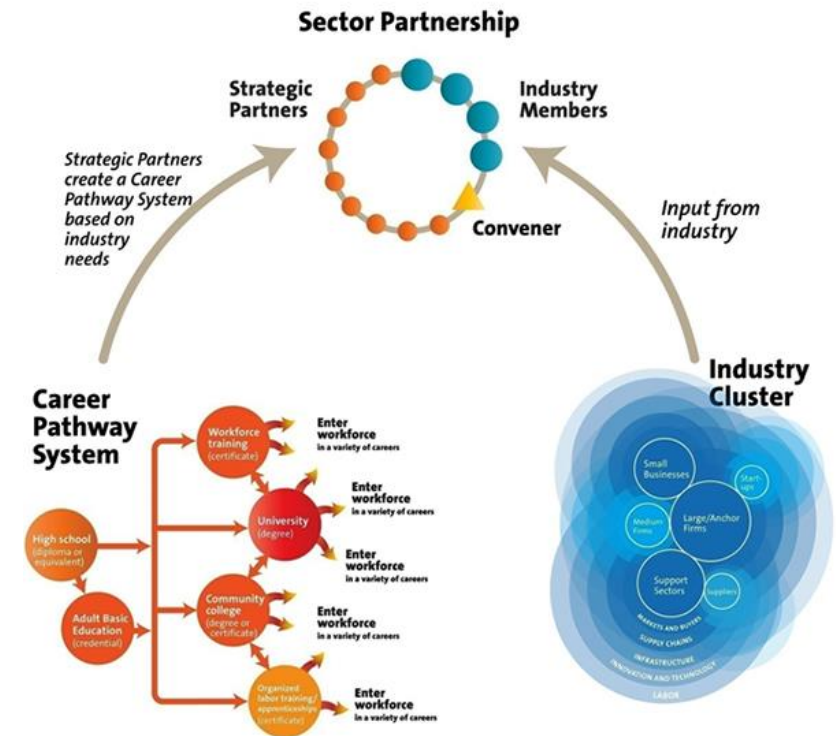 Sector Partnership
Strategic
Partners
Industry
Members
Convener
Strategic Partners
create a Career
Pathway System
based on
industry
needs
Input from
industry
Career
Pathway
System
High school
(diploma or
equivalent)
Adult Basic
Education
(credential)
Workforce
training
(certificate)
Enter
workforce
in a variety of careers
University
(degree)
Enter
workforce
in a variety of careers
Enter
workforce
in a variety of careers
Community
college
(degree or
certificate)
Enter
workforce
in a variety of careers
Organized
labor training/
apprenticeships
(certificate)
Enter
workforce
in a variety of careers
Industry
Cluster
Small
Businesses
Start-
ups
Medium
Firms
Large/Anchor
Firms
Support
Sectors
Suppliers
MARKETS AND BUYERS
SUPPLY CHAINS
INFRASTRUCTURE
INNOVATION AND TECHNOLOGY
LABOR